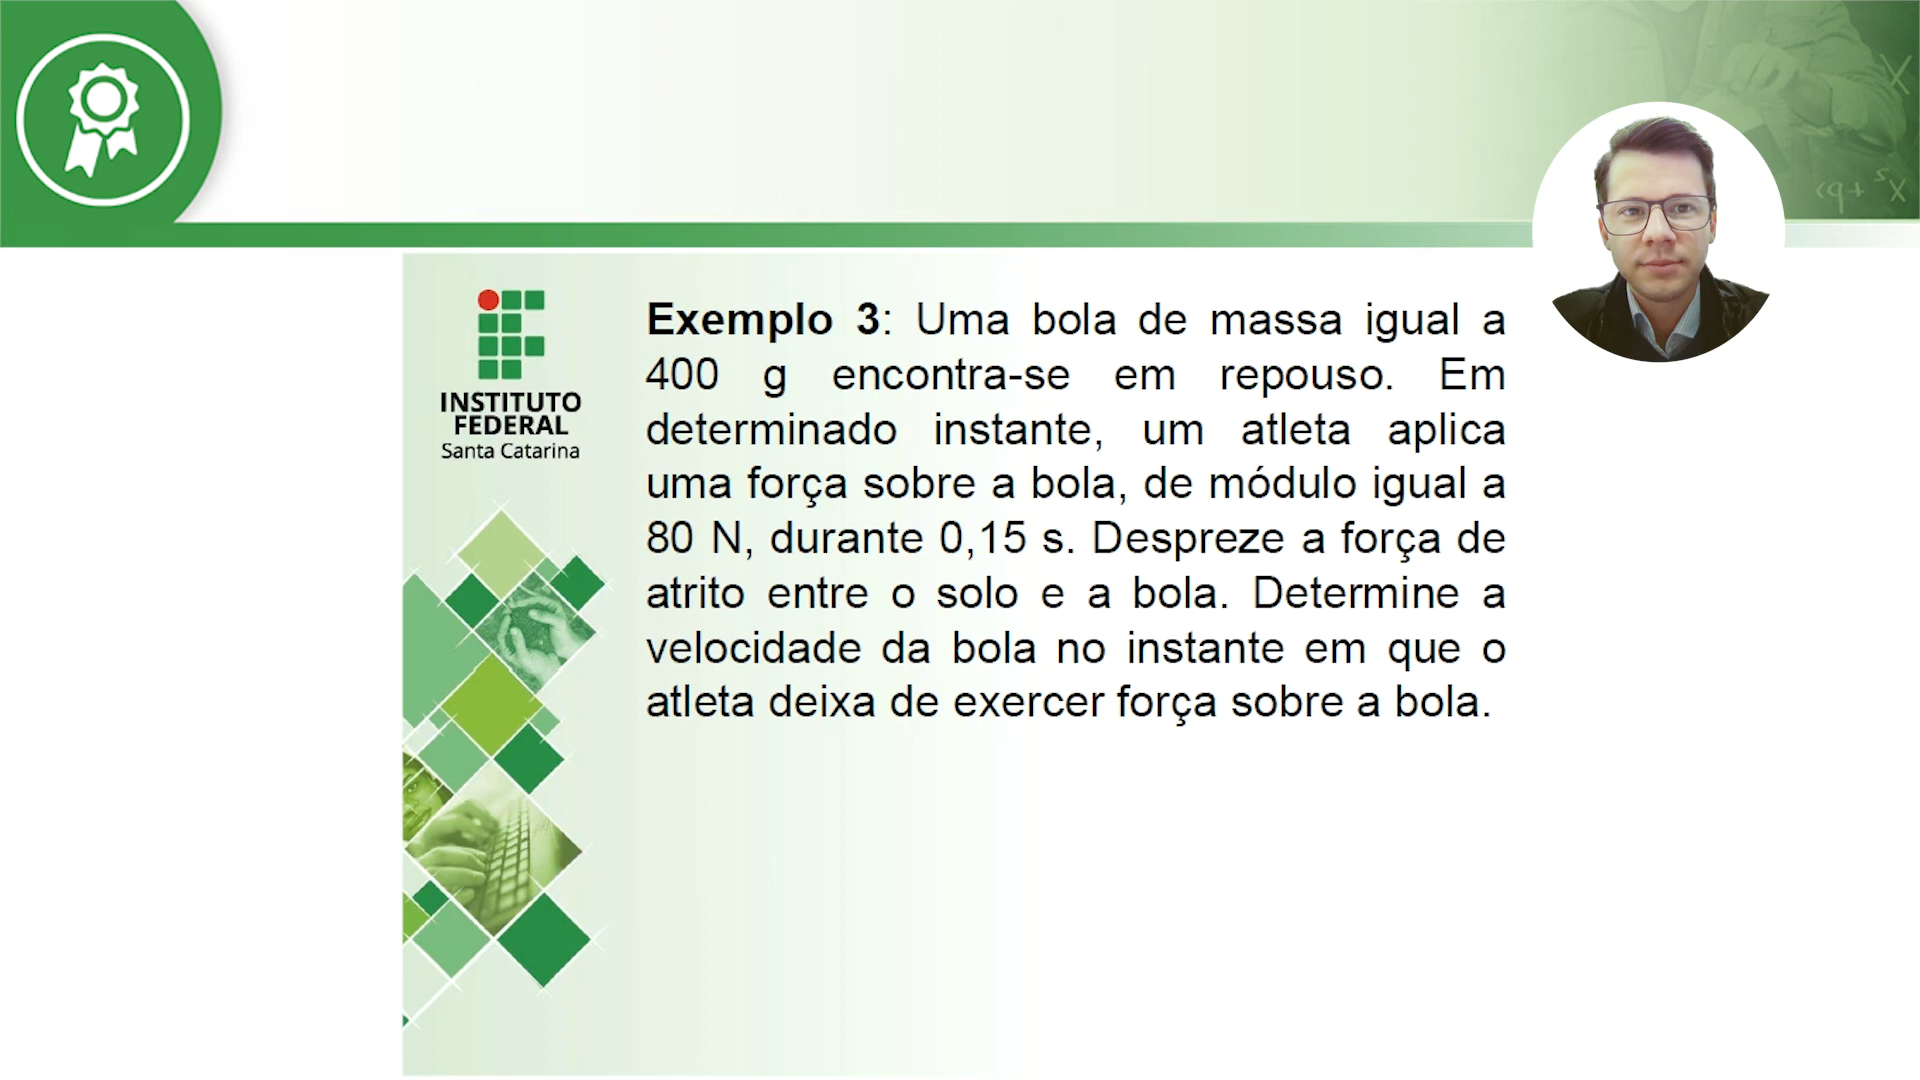 INSTITUTO
FEDERAL
Santa Catarina
Exemplo 3: Uma bola de massa igual a
400 g encontra-se em repouso. Em
determinado instante, um atleta aplica
uma força sobre a bola, de módulo igual a
80 N, durante 0,15 s. Despreze a força de
atrito entre o solo e a bola. Determine a
velocidade da bola no instante em que o
atleta deixa de exercer força sobre a bola.